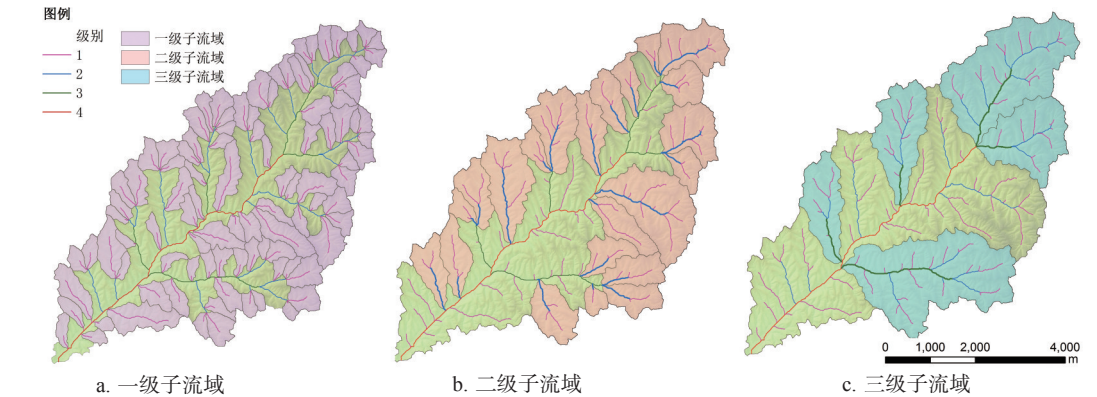 图例
级别
1
2
3
4
一级子流域
二级子流域
三级子流域
0 1,000 2,000 4,000
m
a. 一级子流域
b. 二级子流域
c. 三级子流域